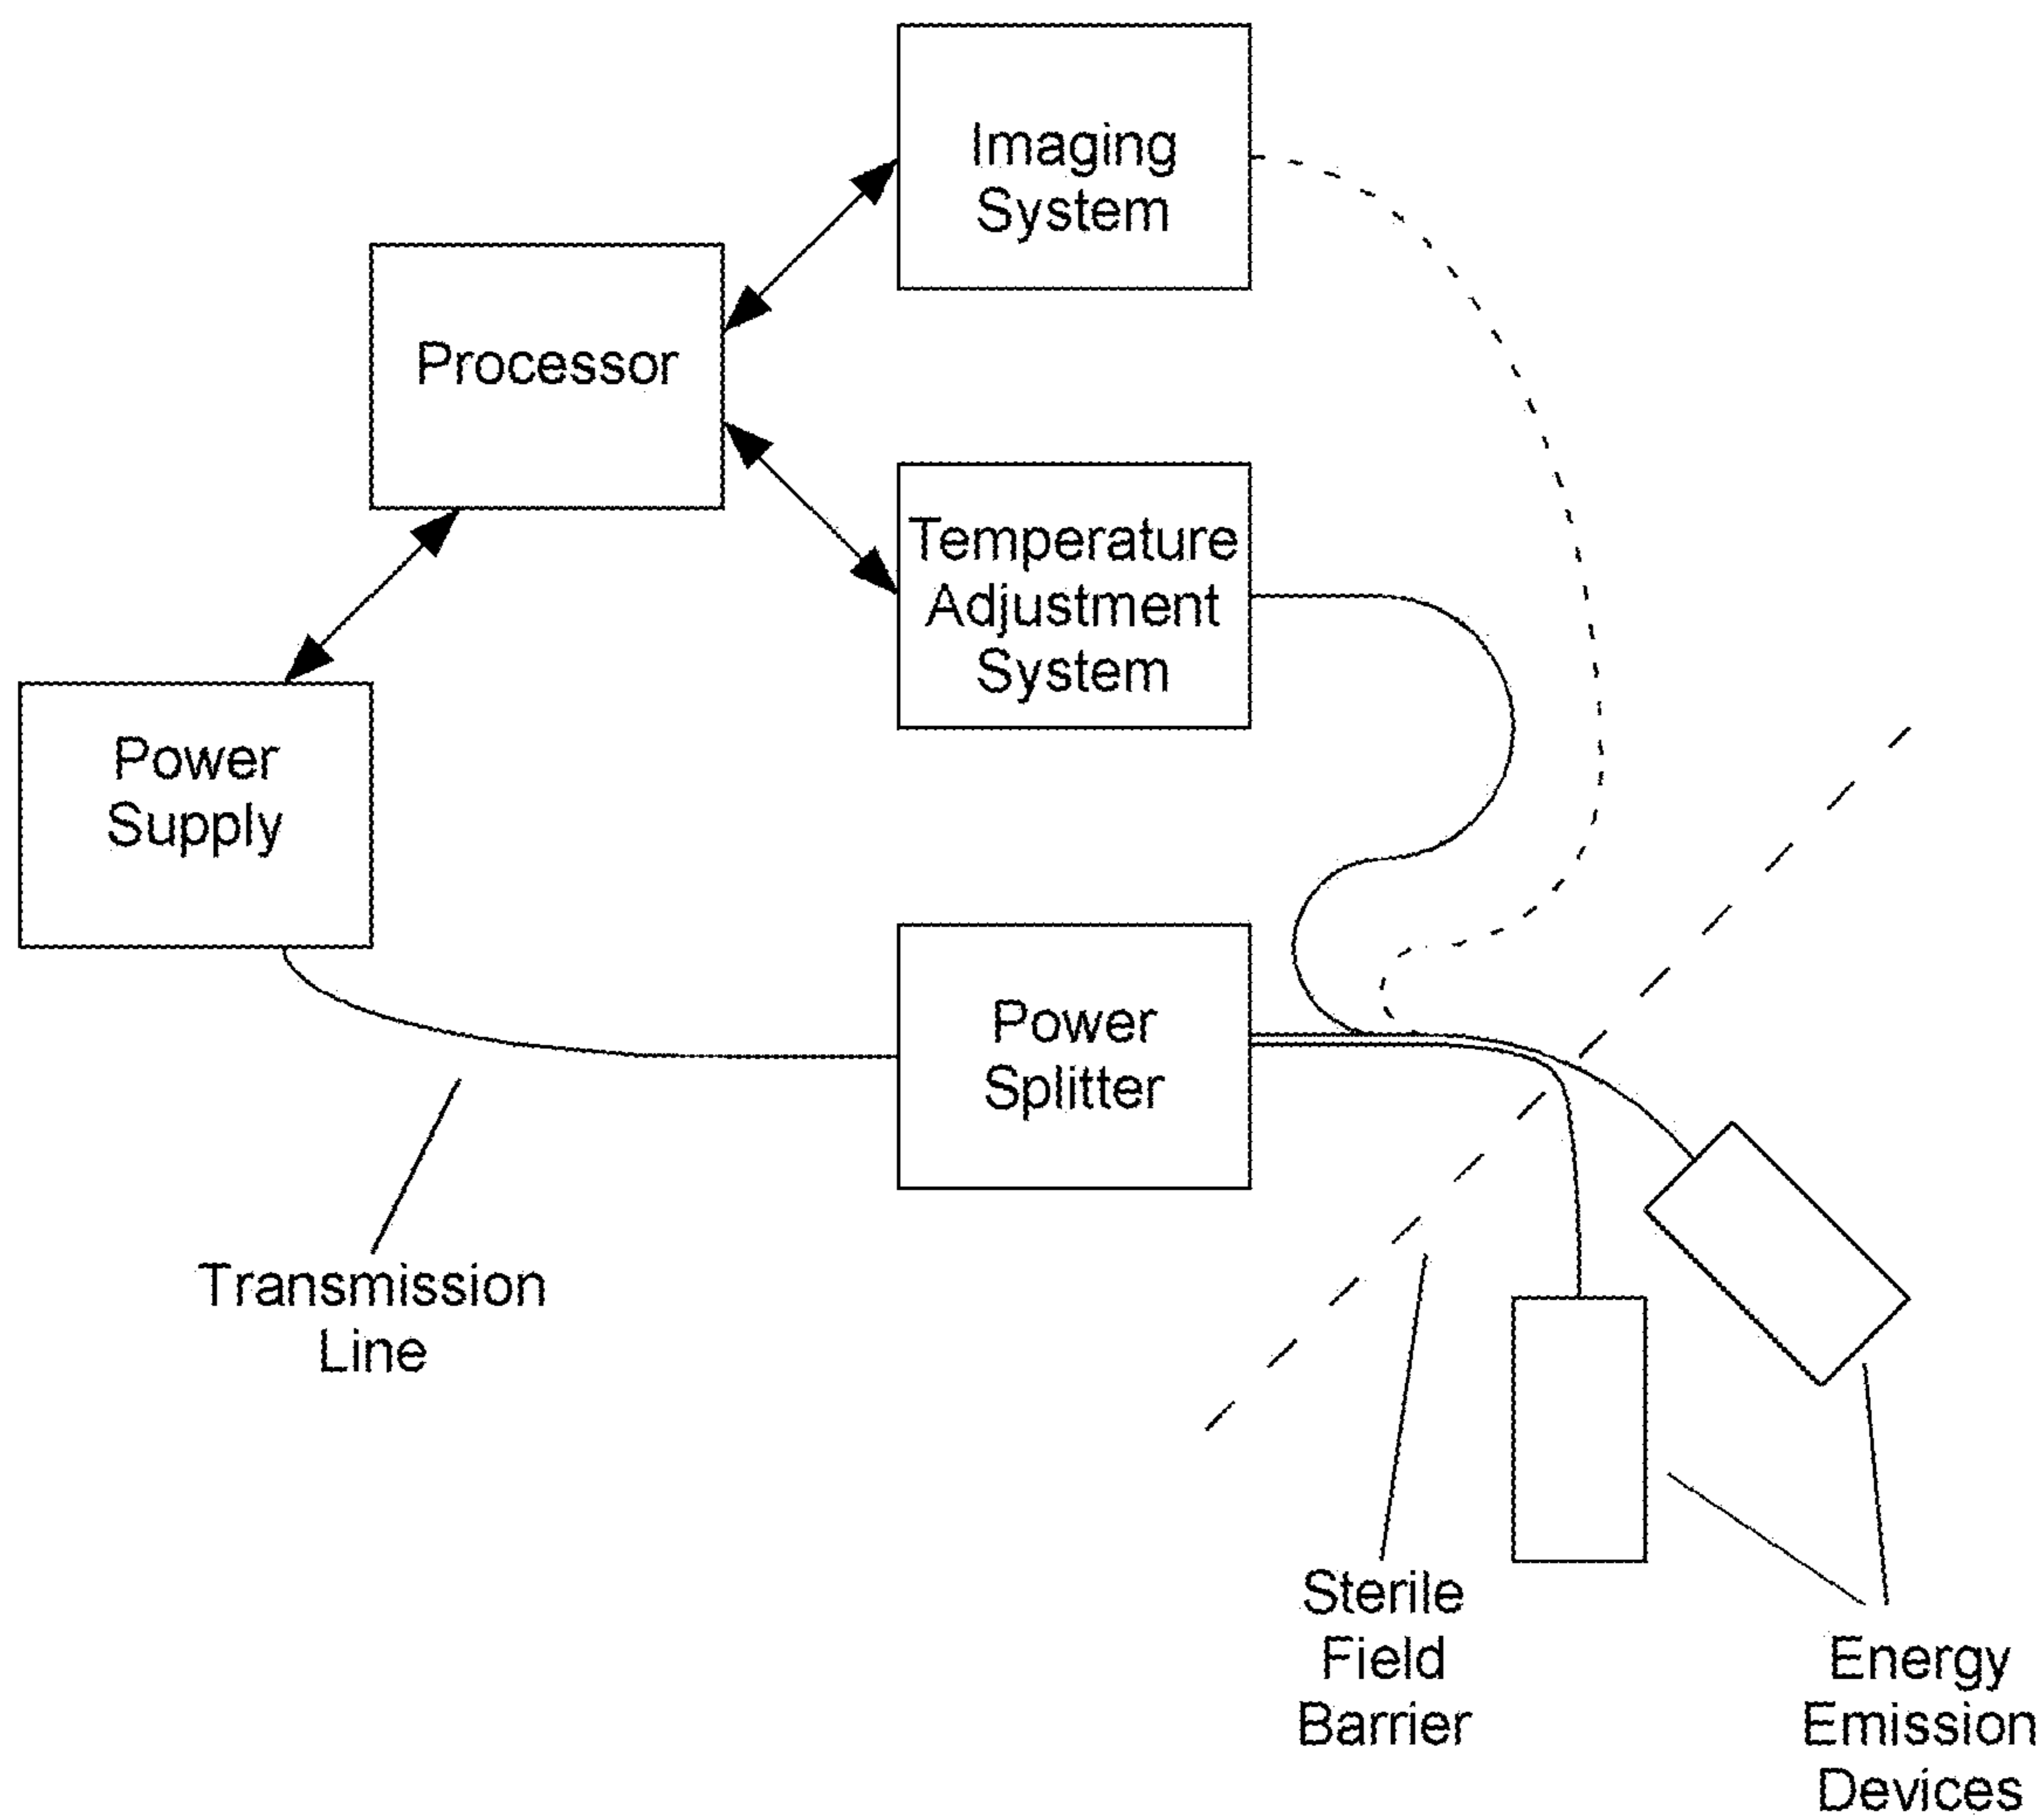 Imaging
System
Processor
Temperature
Adjustment
System
Power
Supply
Power
Splitter
Transmission
Line
Sterile
Field
Barrier
Energy
Emission
Devices